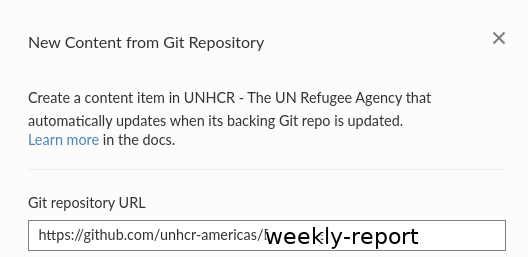 New Content from Git Repository
Create a content item in UNHCR - The UN Refugee Agency that
automatically updates when its backing Git repo is updated.
Learn more in the docs.
Git repository URL
https://github.com/unhcr-americas/weekly-report